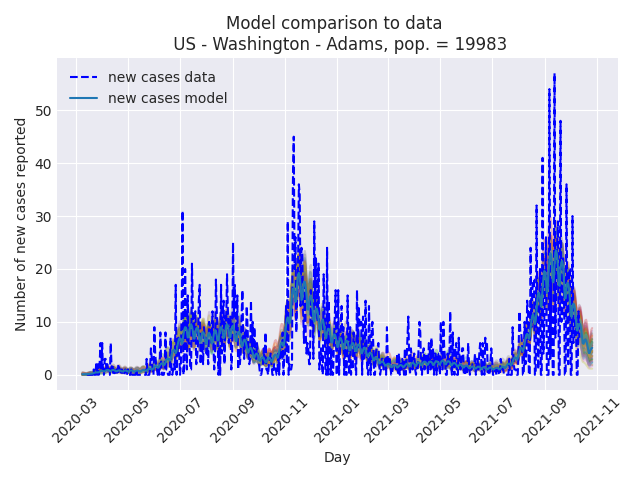 Model comparison to data
US - Washington - Adams, pop. = 19983
new cases data
new cases model
Number of new cases reported
50
40
30
20
10
0
2020-03
2020-05
2020-07
2020-09
2020-11
2021-01
2021-03
2021-05
2021-07
2021-09
2021-11
Day